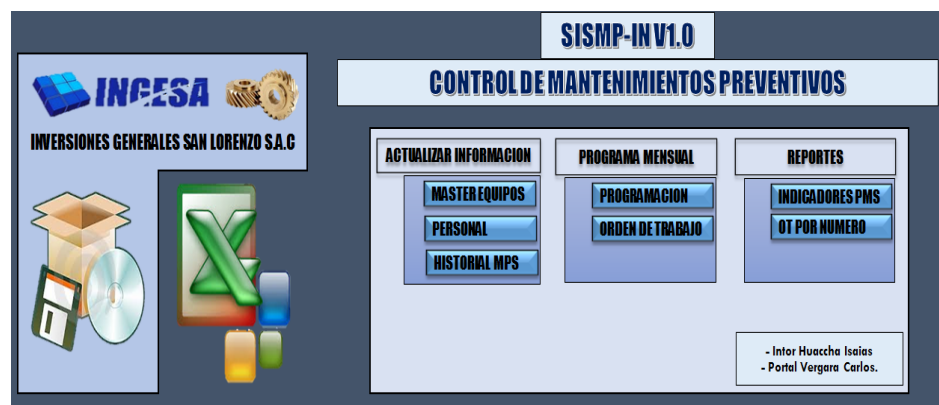 SISMP-IN V1.0
CONTROL DE MANTENIMIENTOS PREVENTIVOS
INGESA
INVERSIONES GENERALES SAN LORENZO S.A.C
ACTUALIZAR INFORMACION
MASTER EQUIPOS
PERSONAL
HISTORIAL MPS
PROGRAMA MENSUAL
PROGRAMACION
ORDEN DE TRABAJO
REPORTES
INDICADORES PMS
OT POR NUMERO
- Intor Huaccha Isaias
- Portal Vergara Carlos.